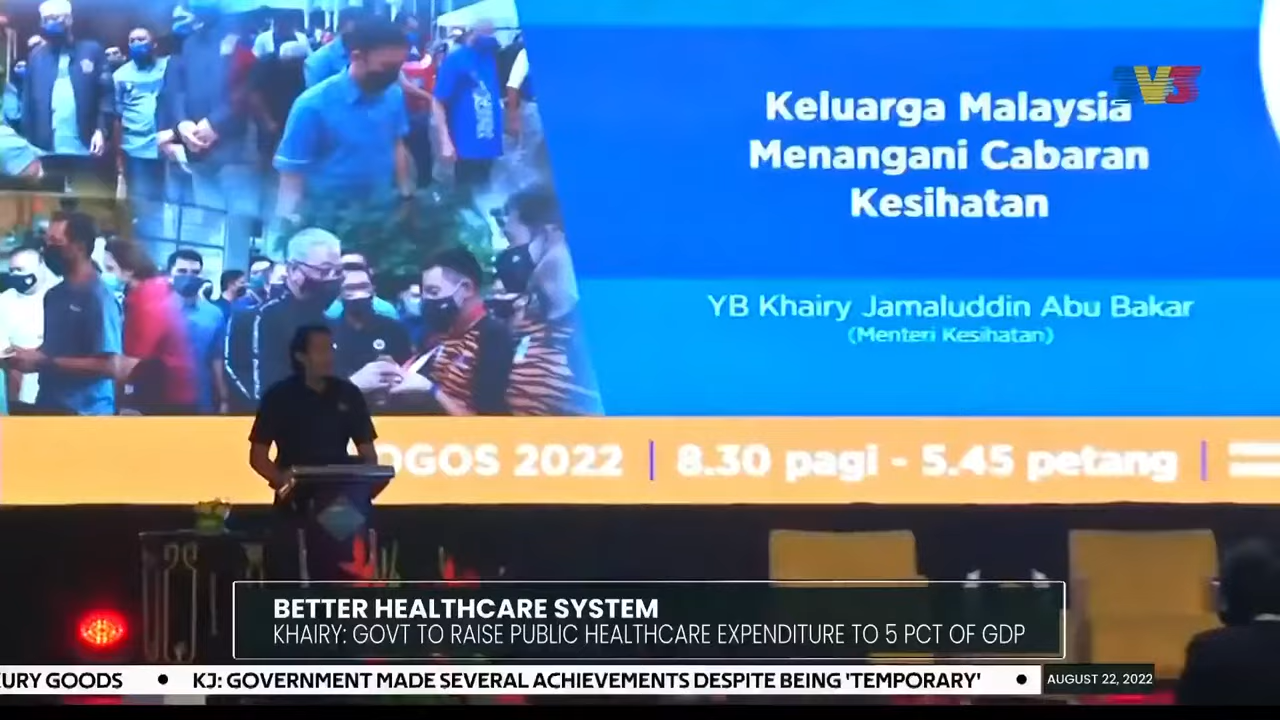 TV3
Keluarga Malaysia
Menangani Cabaran
Kesihatan
YB Khairy Jamaluddin Abu Bakar
(Menteri Kesihatan)
OGOS 2022 | 8.30 pagi - 5.45 petang |
BETTER HEALTHCARE SYSTEM
KHAIRY: GOVT TO RAISE PUBLIC HEALTHCARE EXPENDITURE TO 5 PCT OF GDP
URY GOODS • KJ: GOVERNMENT MADE SEVERAL ACHIEVEMENTS DESPITE BEING 'TEMPORARY' • AUGUST 22, 2022